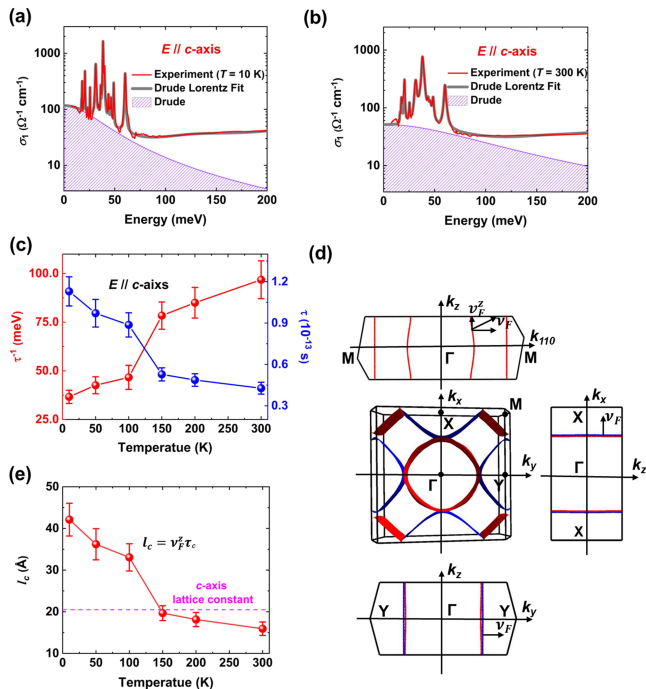 (a)
E // c-axis
Experiment (T = 10 K)
Drude Lorentz Fit
Drude
σ1 (Ω-1 cm-1)
1000
100
10
0 50 100 150 200
Energy (meV)
(b)
E // c-axis
Experiment (T = 300 K)
Drude Lorentz Fit
Drude
σ1 (Ω-1 cm-1)
1000
100
10
0 50 100 150 200
Energy (meV)
(c)
E // c-aixs
τ-1 (meV)
100.0
75.0
50.0
25.0
τ (10-13 s)
1.2
0.9
0.6
0.3
0 50 100 150 200 250 300
Temperatue (K)
(d)
kz
vFz
vF
k110
M Γ M
kx
M
X
Γ Y ky
kx
X
vF
Γ kz
X
kz
Y Γ Y ky
vF
(e)
lc = vFz τc
c-axis
lattice constant
lc (Å)
50
40
30
20
10
0
0 50 100 150 200 250 300
Temperatue (K)